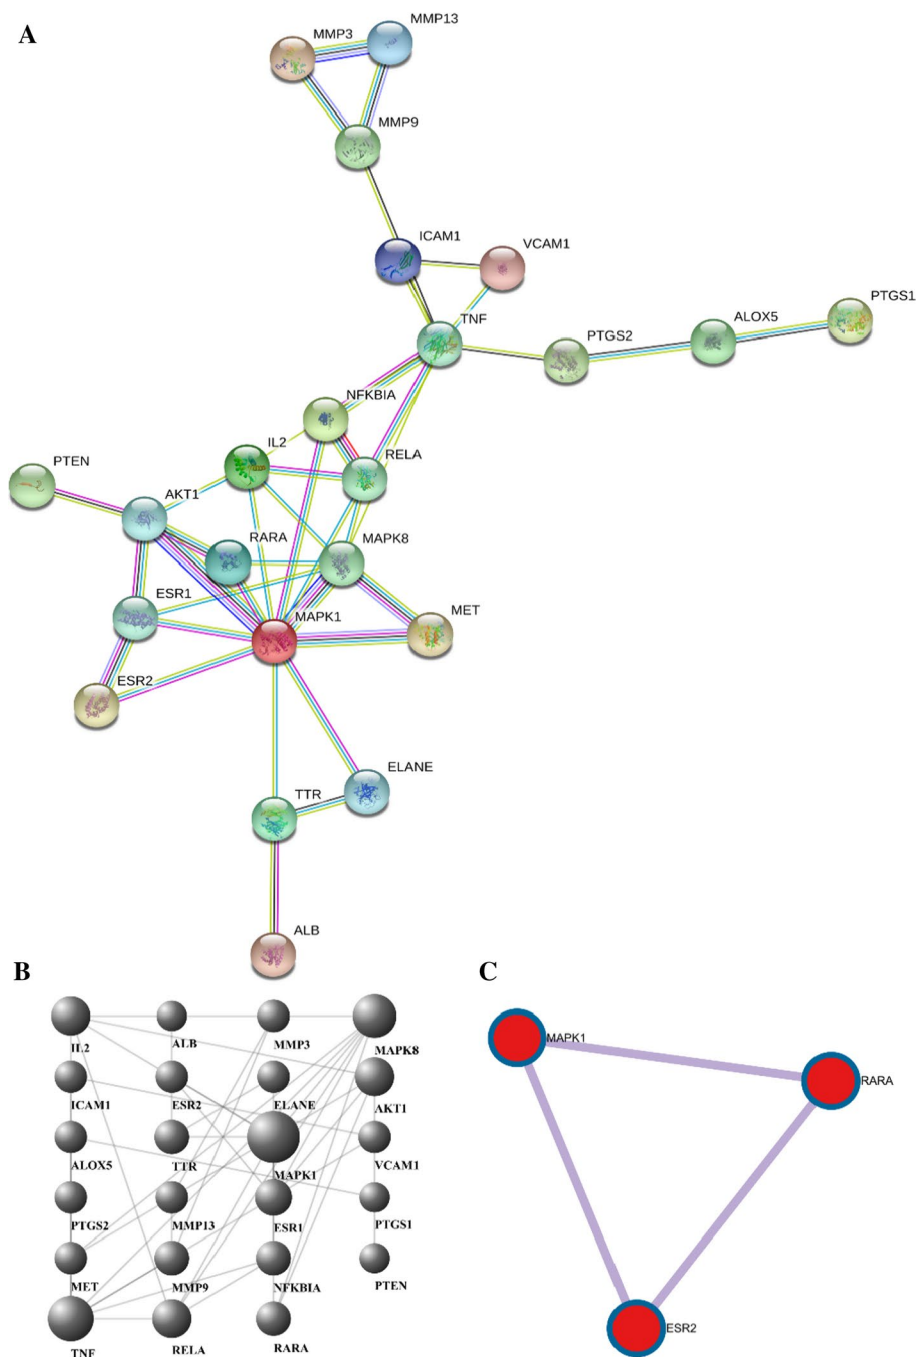 A
MMP13
MMP3
MMP9
ICAM1
VCAM1
PTGS1
TNF
ALOX5
PTGS2
NFKBIA
IL2
RELA
PTEN
AKT1
RARA
MAPK8
ESR1
MAPK1
MET
ESR2
ELANE
TTR
ALB
B
IL2 ALB MMP3 MAPK8
ICAM1 ESR2 ELANE AKT1
ALOX5 TTR MAPK1 VCAM1
PTGS2 MMP13 ESR1 PTGS1
MET MMP9 NFKBIA PTEN
TNF RELA RARA
C
MAPK1
RARA
ESR2